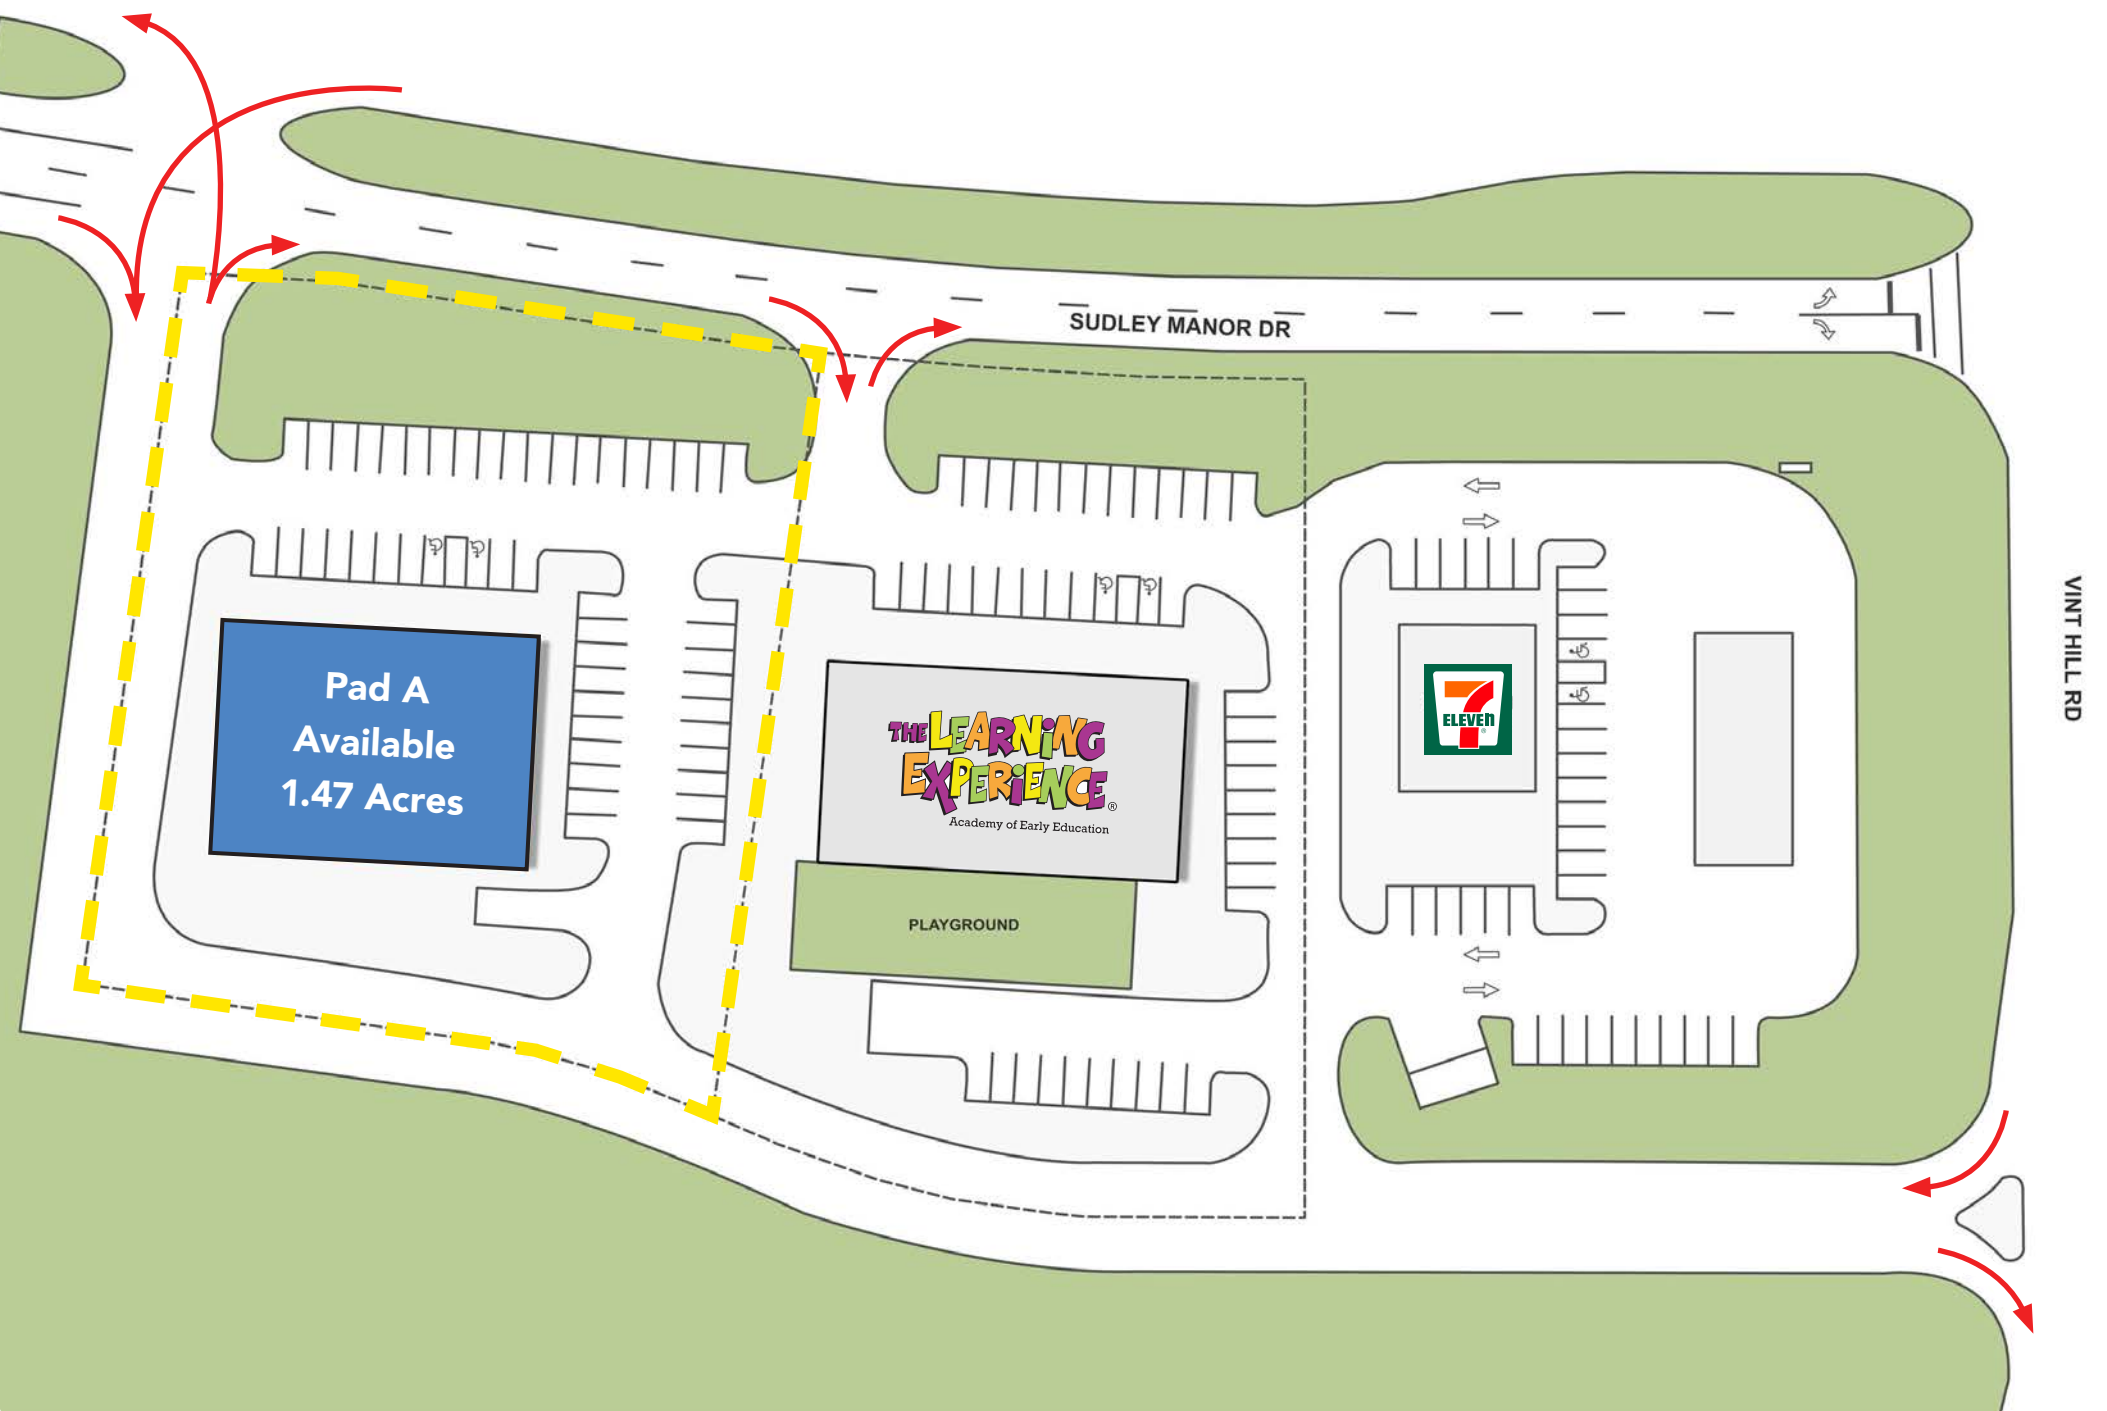 SUDLEY MANOR DR
Pad A
Available
1.47 Acres
THE LEARNING
EXPERIENCE®
Academy of Early Education
PLAYGROUND
7
ELEVEn
®
VINT HILL RD